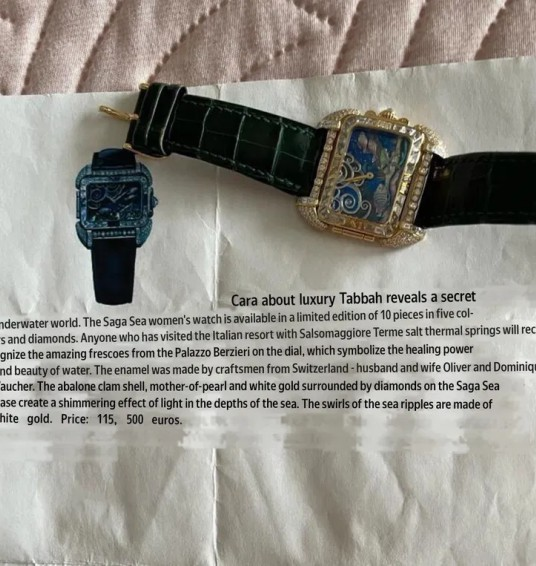 Cara about luxury Tabbah reveals a secret
nderwater world. The Saga Sea women's watch is available in a limited edition of 10 pieces in five col-
rs and diamonds. Anyone who has visited the Italian resort with Salsomaggiore Terme salt thermal springs will rec
gnize the amazing frescoes from the Palazzo Berzieri on the dial, which symbolize the healing power
nd beauty of water. The enamel was made by craftsmen from Switzerland - husband and wife Oliver and Dominiqu
aucher. The abalone clam shell, mother-of-pearl and white gold surrounded by diamonds on the Saga Sea
ase create a shimmering effect of light in the depths of the sea. The swirls of the sea ripples are made of
hite gold. Price: 115, 500 euros.